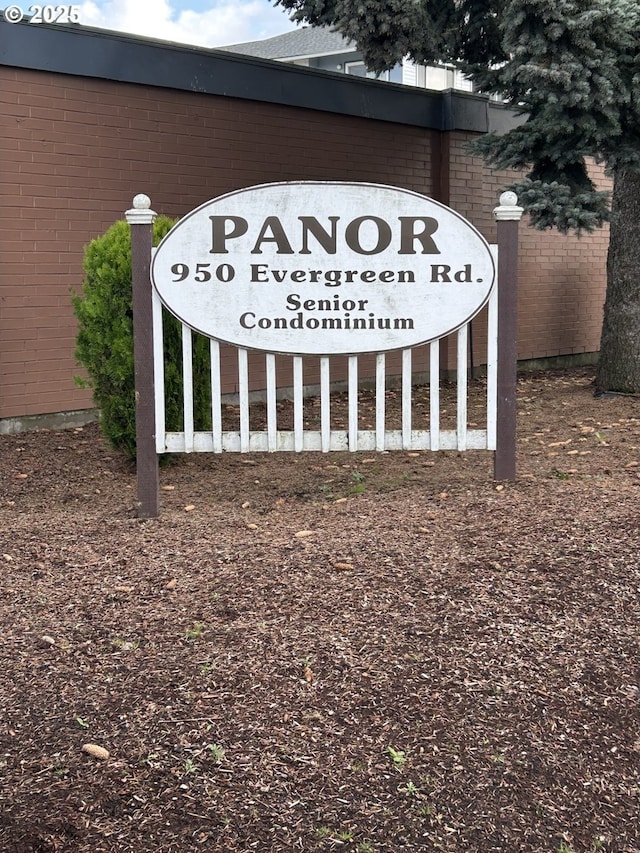 © 2025
PANOR
950 Evergreen Rd.
Senior
Condominium